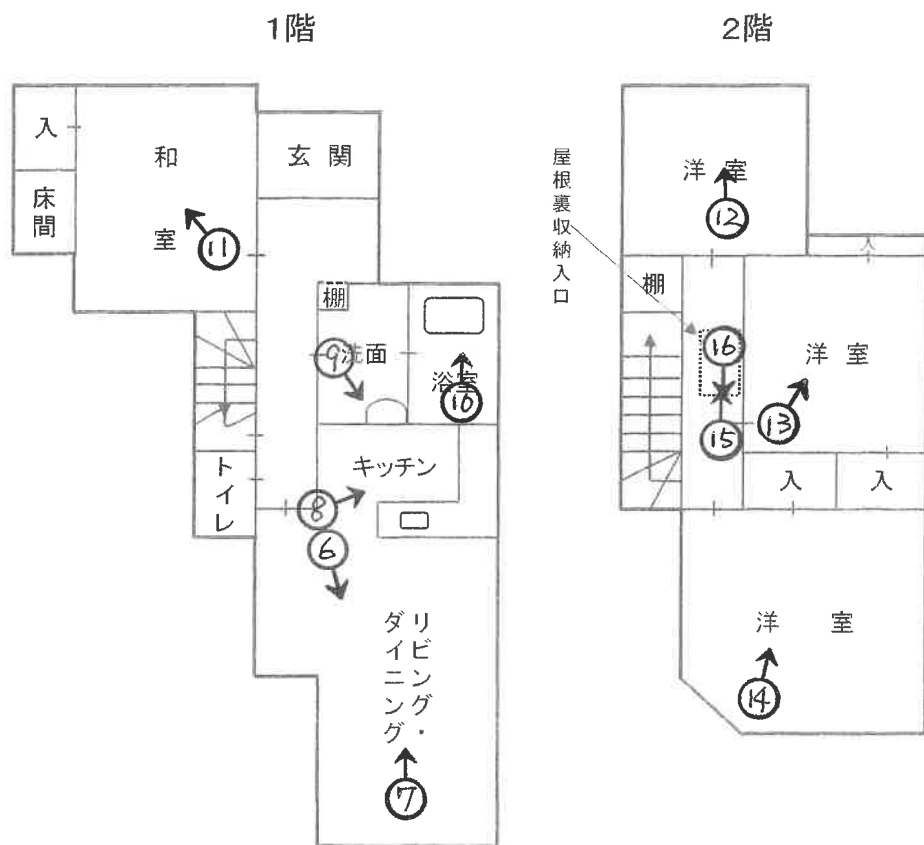 1階
入
床間
和室
⑪
玄関
棚
洗面
⑨
浴室
⑩
トイレ
キッチン
⑧
⑥
リビング・
ダイニング
⑦
2階
屋根裏収納入口
洋室
⑫
入
棚
⑯
洋室
⑬
⑮
入
入
洋室
⑭